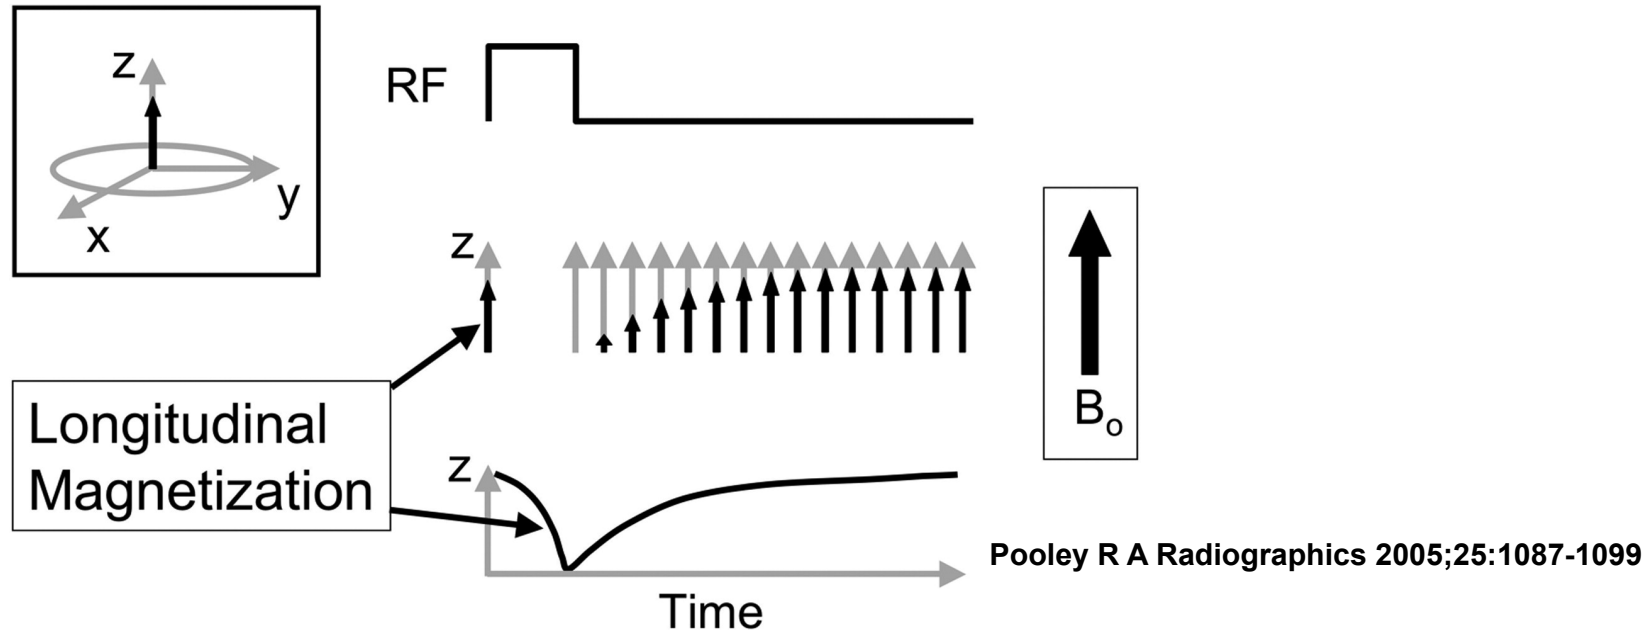 z
y
x
RF
z
Longitudinal
Magnetization
z
Time
Bo
Pooley R A Radiographics 2005;25:1087-1099